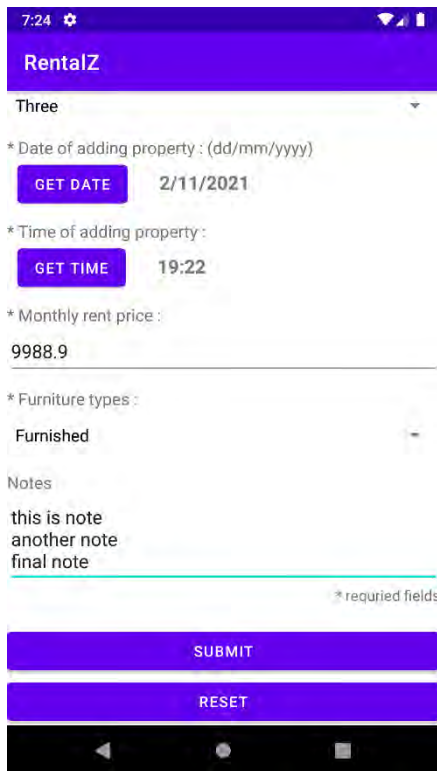 7:24
RentalZ
Three
* Date of adding property : (dd/mm/yyyy)
GET DATE 2/11/2021
* Time of adding property :
GET TIME 19:22
* Monthly rent price :
9988.9
* Furniture types :
Furnished
Notes
this is note
another note
final note
* requried fields
SUBMIT
RESET